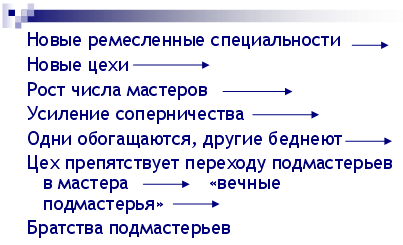 Новые ремесленные специальности
Новые цехи
Рост числа мастеров
Усиление соперничества
Одни обогащаются, другие беднеют
Цех препятствует переходу подмастерьев
в мастера «вечные
подмастерья»
Братства подмастерьев